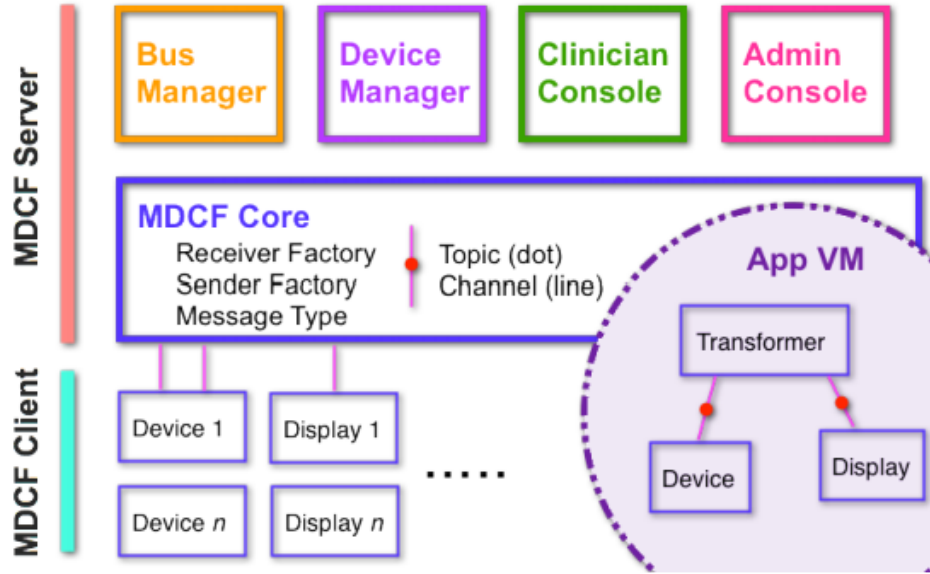 MDCF Server
Bus
Manager
Device
Manager
Clinician
Console
Admin
Console
MDCF Core
Receiver Factory
Sender Factory
Message Type
Topic (dot)
Channel (line)
App VM
Transformer
Device
Display
MDCF Client
Device 1
Display 1
.....
Device n
Display n